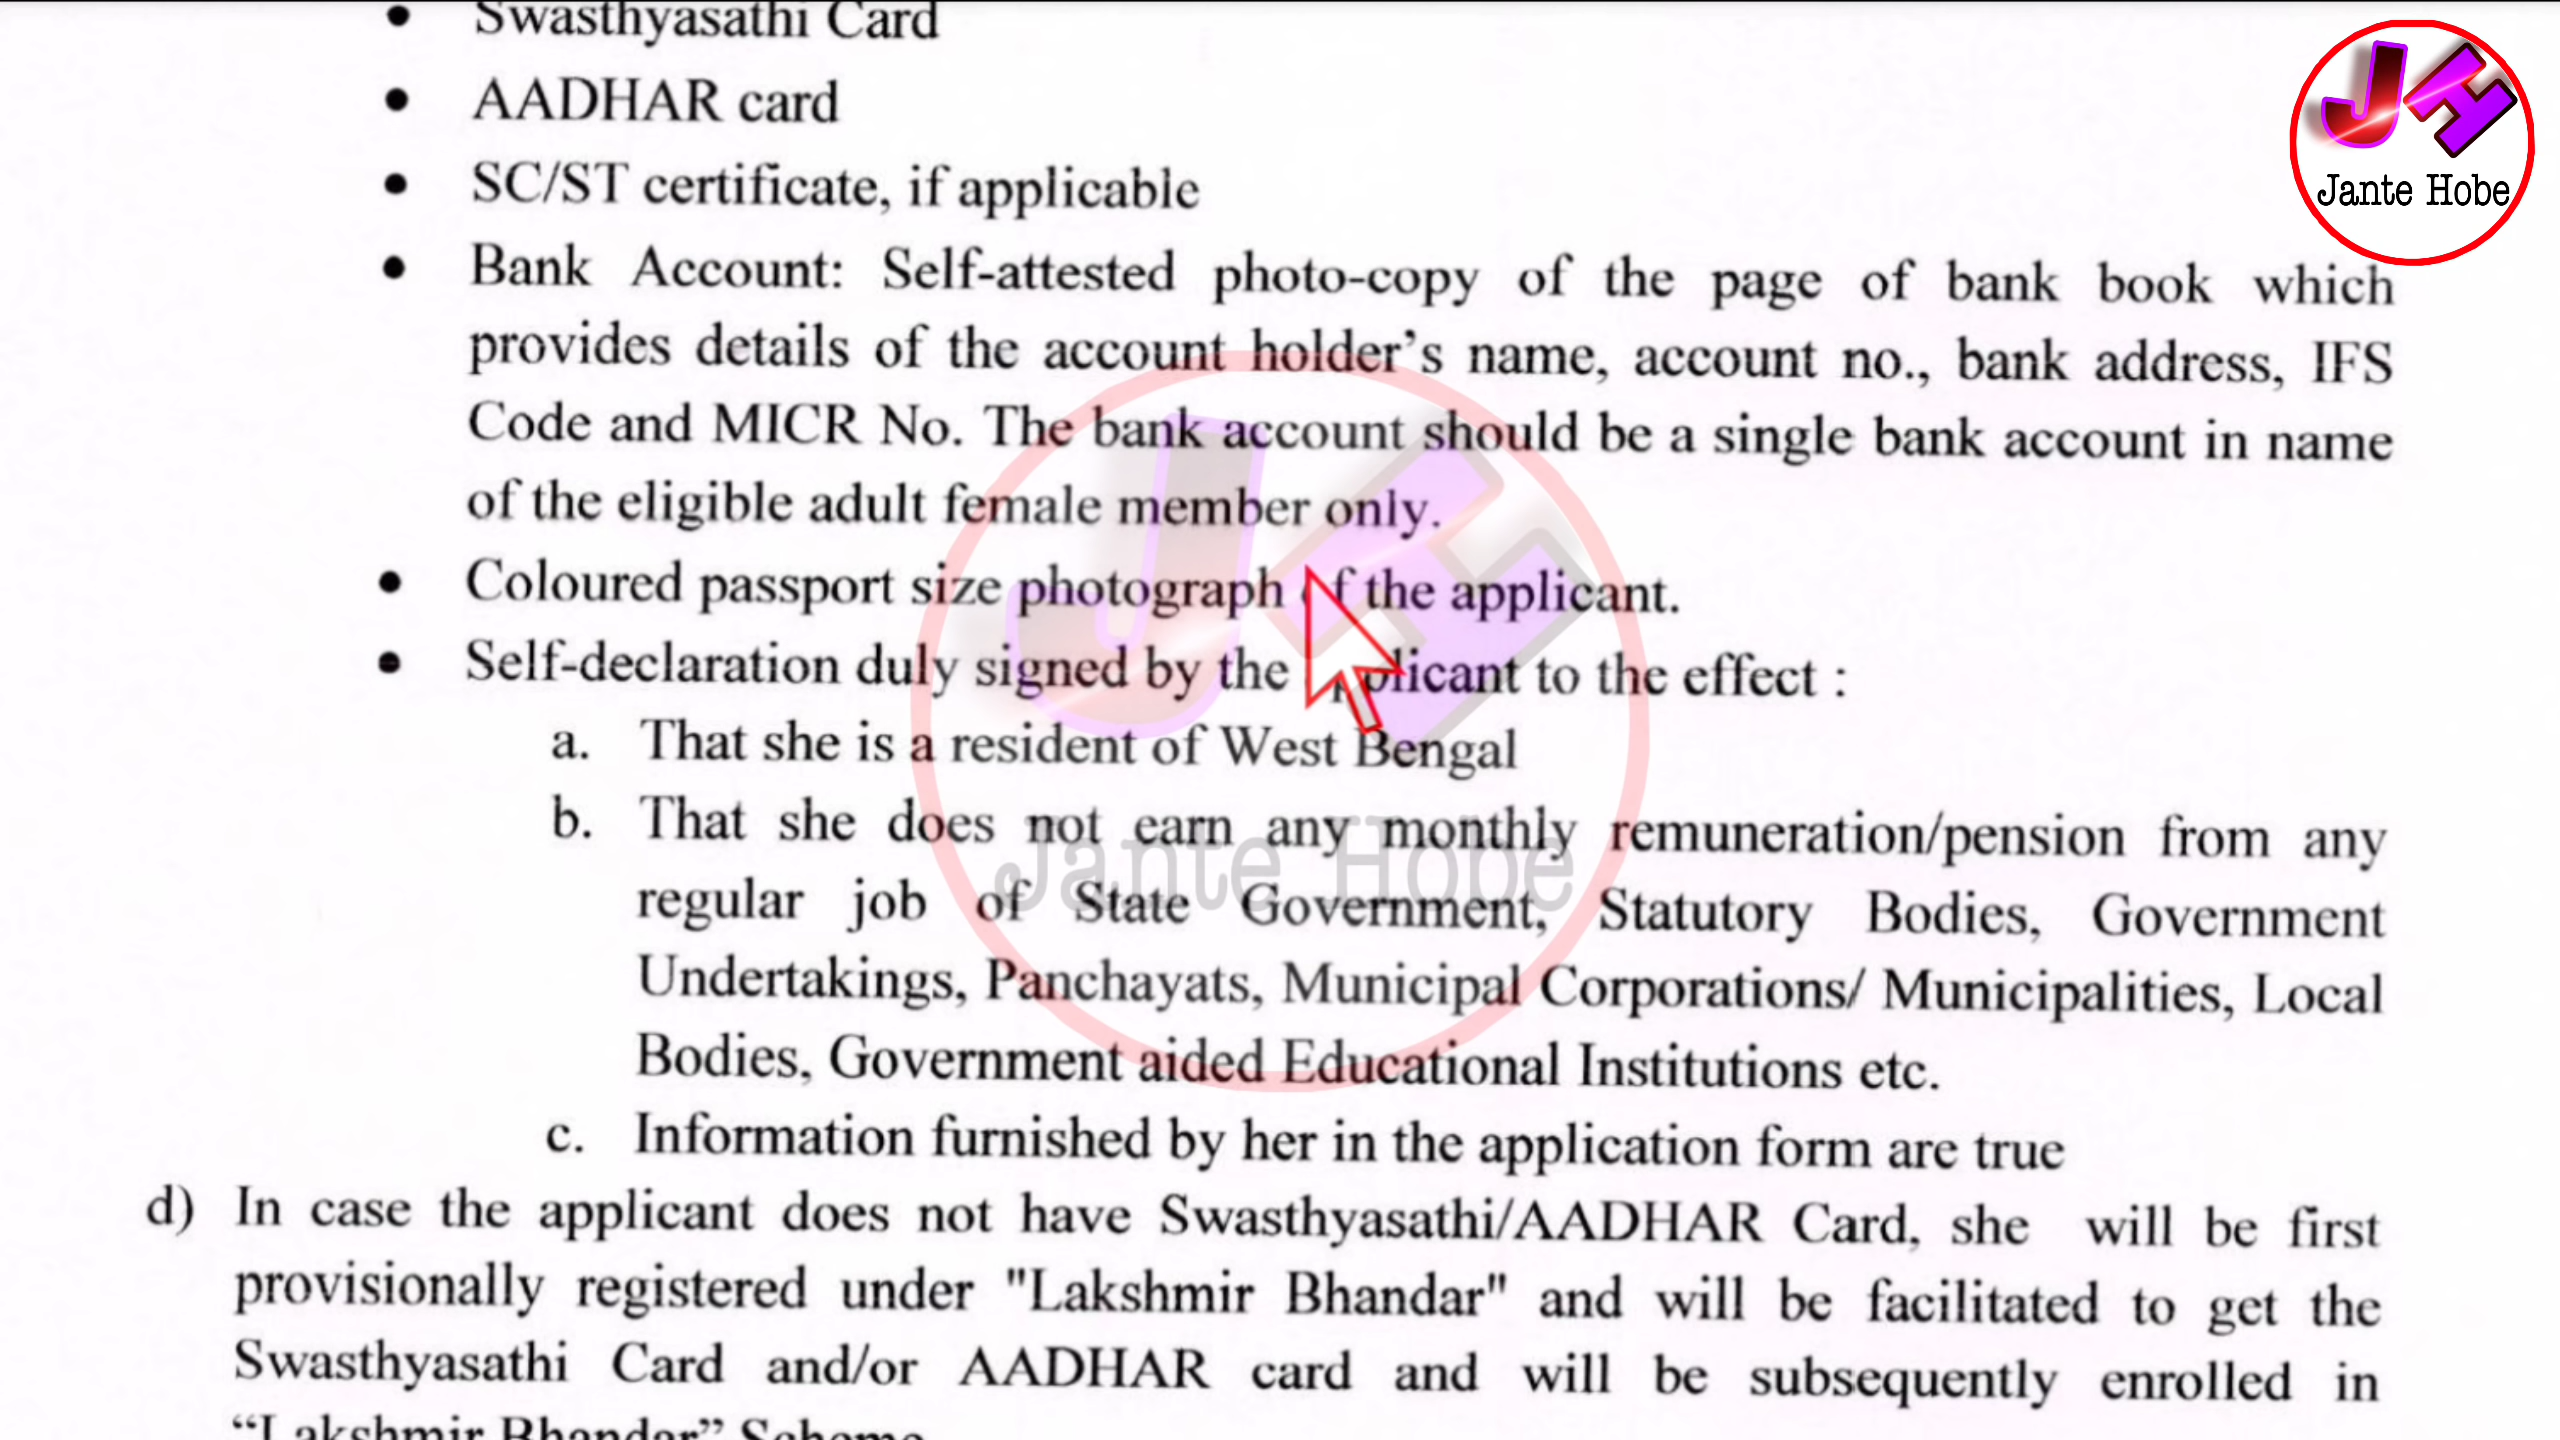 • Swasthyasathi Card
• AADHAR card
• SC/ST certificate, if applicable
• Bank Account: Self-attested photo-copy of the page of bank book which
provides details of the account holder’s name, account no., bank address, IFS
Code and MICR No. The bank account should be a single bank account in name
of the eligible adult female member only.
• Coloured passport size photograph of the applicant.
• Self-declaration duly signed by the applicant to the effect :
a. That she is a resident of West Bengal
b. That she does not earn any monthly remuneration/pension from any
regular job of State Government, Statutory Bodies, Government
Undertakings, Panchayats, Municipal Corporations/ Municipalities, Local
Bodies, Government aided Educational Institutions etc.
c. Information furnished by her in the application form are true
d) In case the applicant does not have Swasthyasathi/AADHAR Card, she will be first
provisionally registered under "Lakshmir Bhandar" and will be facilitated to get the
Swasthyasathi Card and/or AADHAR card and will be subsequently enrolled in
“Lakshmir Bhandar” Scheme
JH
Jante Hobe
JH
Jante Hobe